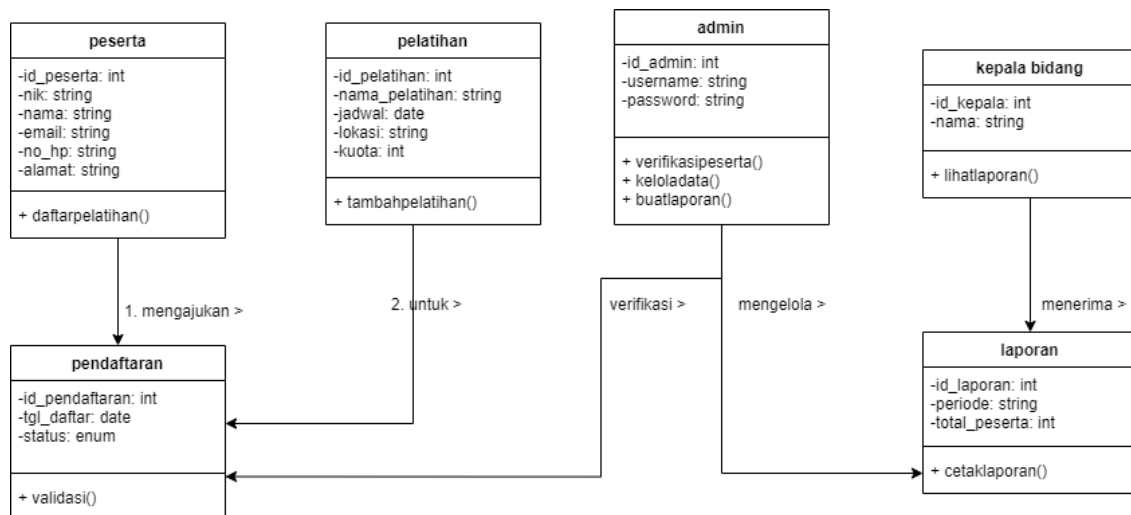 peserta
-id_peserta: int
-nik: string
-nama: string
-email: string
-no_hp: string
-alamat: string
+ daftarpelatihan()
pelatihan
-id_pelatihan: int
-nama_pelatihan: string
-jadwal: date
-lokasi: string
-kuota: int
+ tambahpelatihan()
admin
-id_admin: int
-username: string
-password: string
+ verifikasipeserta()
+ keloladata()
+ buatlaporan()
kepala bidang
-id_kepala: int
-nama: string
+ lihatlaporan()
1. mengajukan >
2. untuk >
verifikasi >
mengelola >
menerima >
pendaftaran
-id_pendaftaran: int
-tgl_daftar: date
-status: enum
+ validasi()
laporan
-id_laporan: int
-periode: string
-total_peserta: int
+ cetaklaporan()